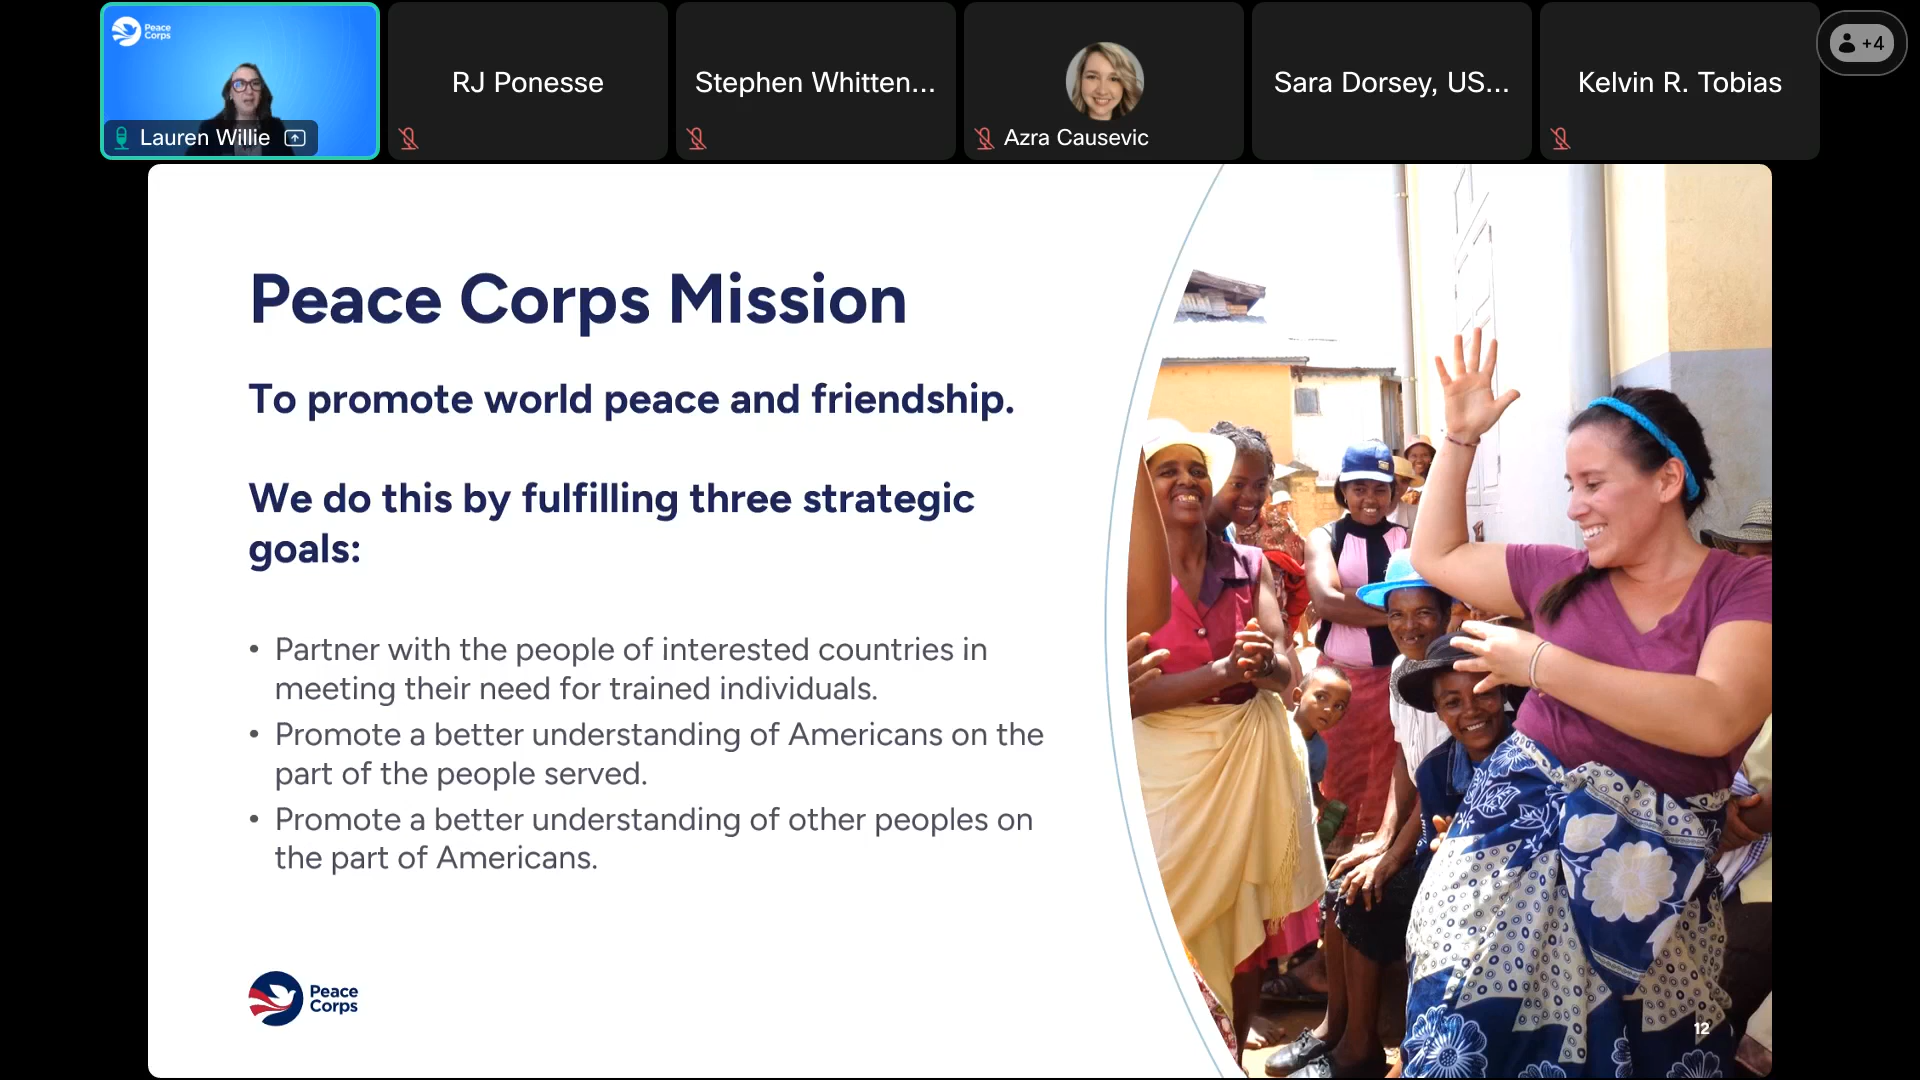 Peace
Corps
Lauren Willie
RJ Ponesse
Stephen Whitten...
Azra Causevic
Sara Dorsey, US...
Kelvin R. Tobias
+4
Peace Corps Mission
To promote world peace and friendship.
We do this by fulfilling three strategic
goals:
• Partner with the people of interested countries in
meeting their need for trained individuals.
• Promote a better understanding of Americans on the
part of the people served.
• Promote a better understanding of other peoples on
the part of Americans.
Peace
Corps
12